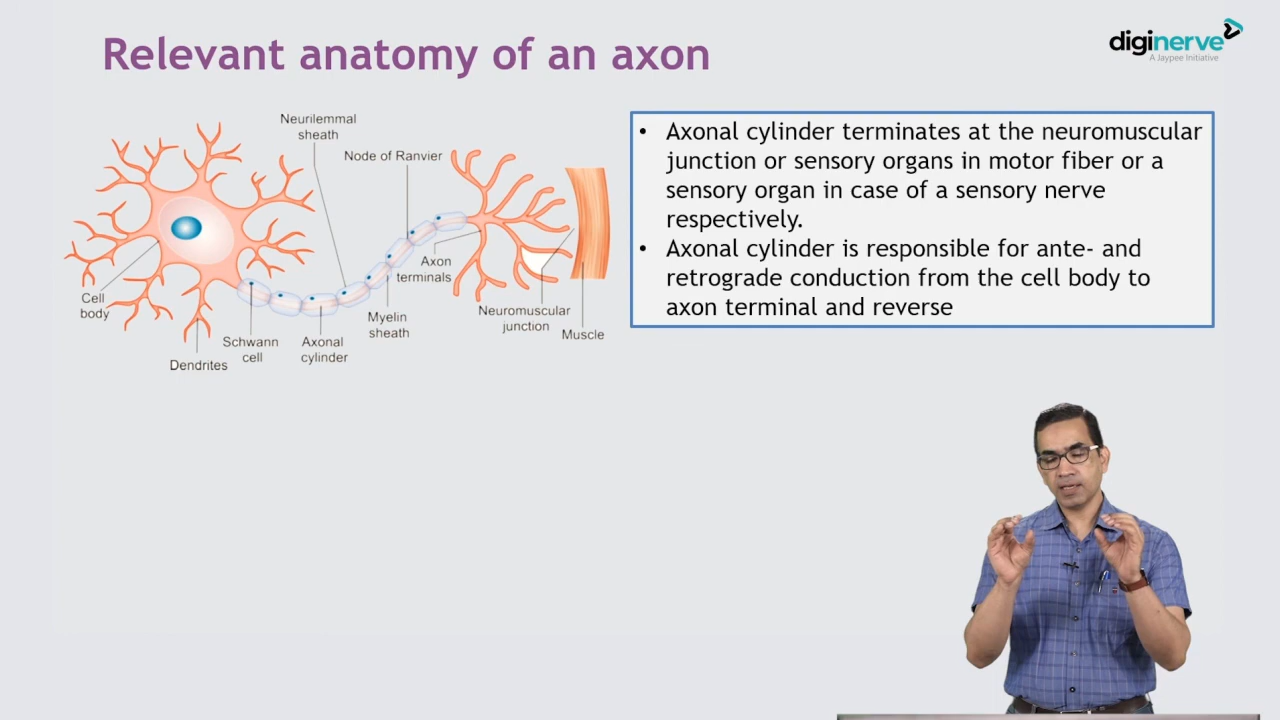 Relevant anatomy of an axon
diginerve
A Jaypee Initiative
Neurilemmal
sheath
Node of Ranvier
Axon
terminals
Cell
body
Schwann
cell
Axonal
cylinder
Myelin
sheath
Neuromuscular
junction
Muscle
Dendrites
• Axonal cylinder terminates at the neuromuscular
junction or sensory organs in motor fiber or a
sensory organ in case of a sensory nerve
respectively.
• Axonal cylinder is responsible for ante- and
retrograde conduction from the cell body to
axon terminal and reverse